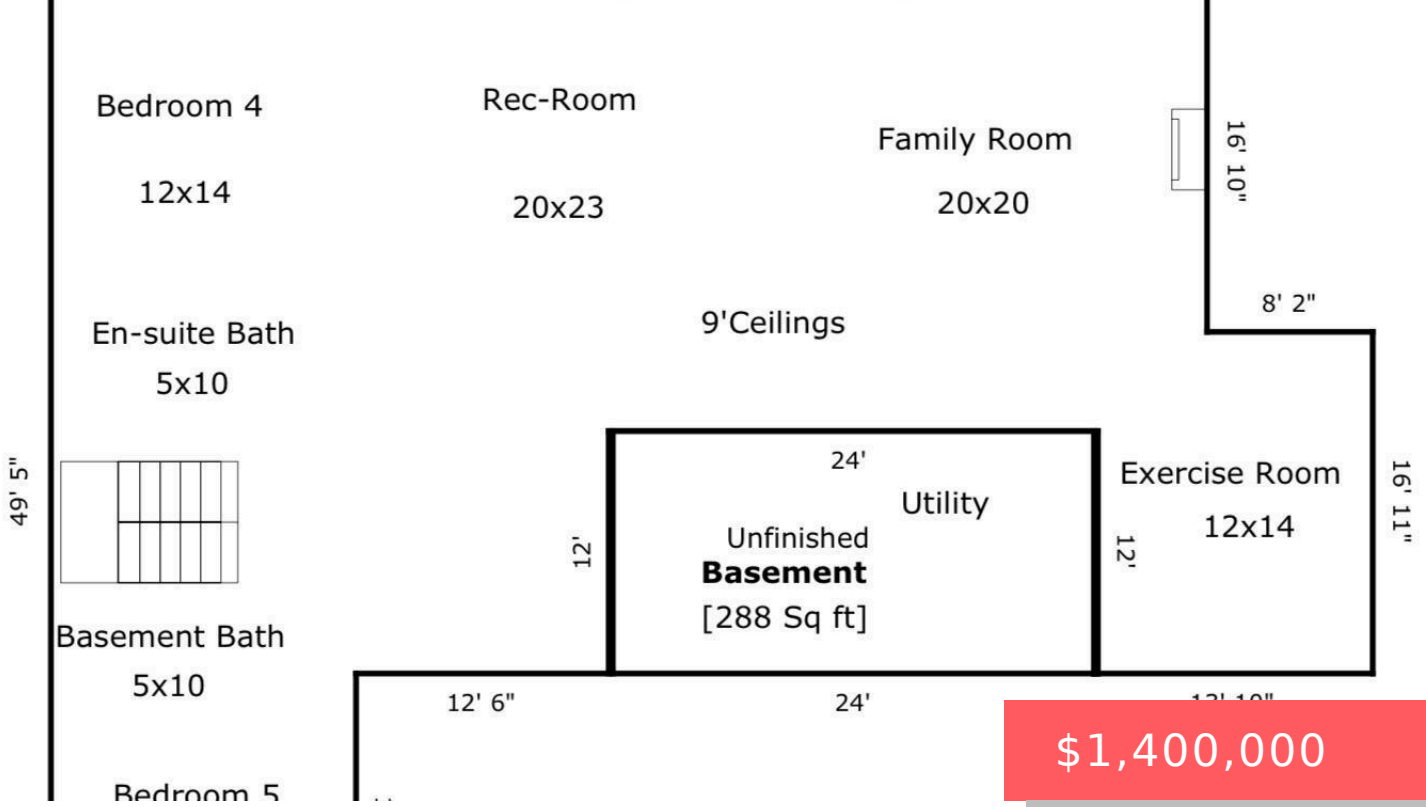 Bedroom 4
12x14
Rec-Room
20x23
Family Room
20x20
16' 10"
8' 2"
9'Ceilings
En-suite Bath
5x10
49' 5"
24'
Utility
Unfinished
Basement
[288 Sq ft]
12'
12'
Exercise Room
12x14
16' 11"
Basement Bath
5x10
12' 6"
24'
Bedroom 5
$1,400,000